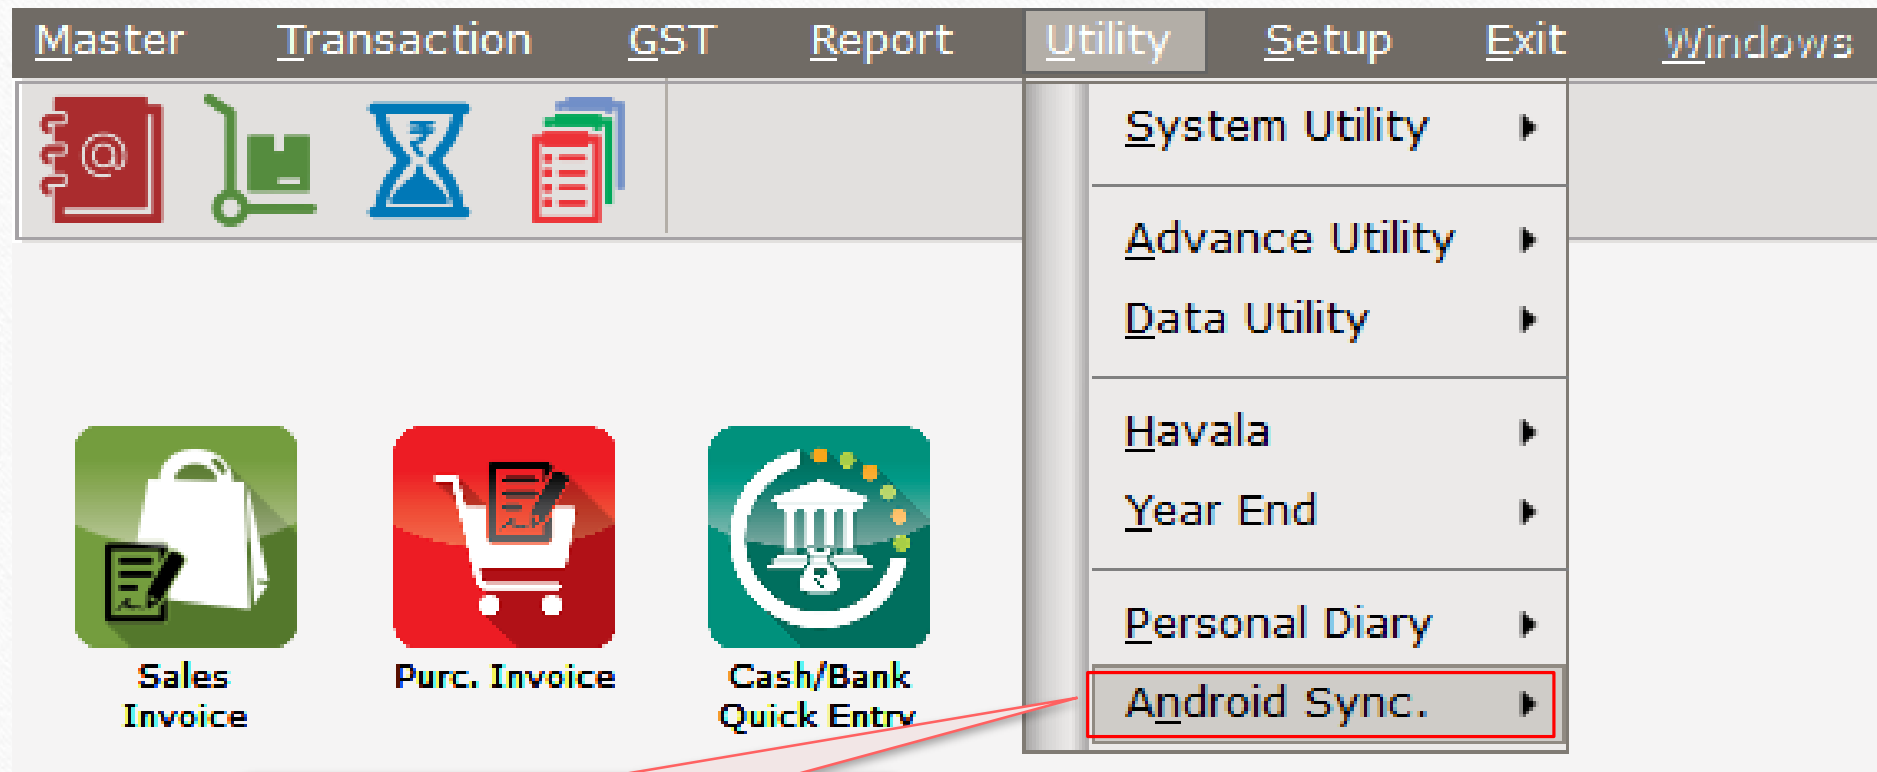 Master Transaction GST Report Utility Setup Exit Windows
@
System Utility
Advance Utility
Data Utility
Havala
Year End
Personal Diary
Android Sync.
Sales
Invoice
Purc. Invoice
Cash/Bank
Quick Entry